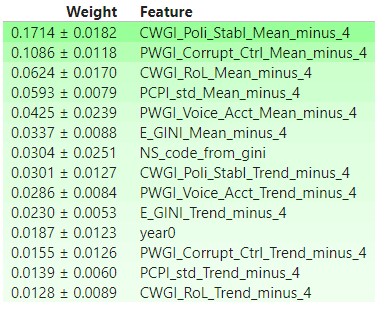 Weight Feature
0.1714 ± 0.0182 CWGI_Poli_Stabl_Mean_minus_4
0.1086 ± 0.0118 PWGI_Corrupt_Ctrl_Mean_minus_4
0.0624 ± 0.0170 CWGI_RoL_Mean_minus_4
0.0593 ± 0.0079 PCPI_std_Mean_minus_4
0.0425 ± 0.0239 PWGI_Voice_Acct_Mean_minus_4
0.0337 ± 0.0088 E_GINI_Mean_minus_4
0.0304 ± 0.0251 NS_code_from_gini
0.0301 ± 0.0127 CWGI_Poli_Stabl_Trend_minus_4
0.0286 ± 0.0084 PWGI_Voice_Acct_Trend_minus_4
0.0230 ± 0.0053 E_GINI_Trend_minus_4
0.0187 ± 0.0123 year0
0.0155 ± 0.0126 PWGI_Corrupt_Ctrl_Trend_minus_4
0.0139 ± 0.0060 PCPI_std_Trend_minus_4
0.0128 ± 0.0089 CWGI_RoL_Trend_minus_4